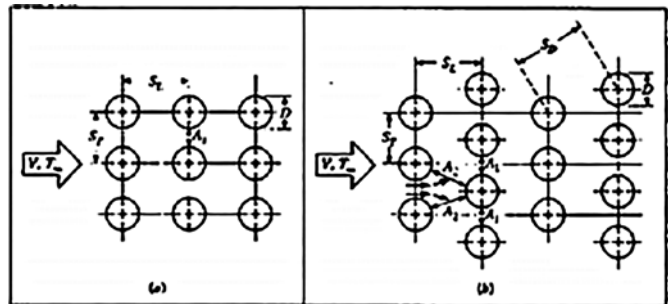 S_L
D
S_T
A_1
V, T_∞
(a)
S_D
S_L
D
S_T
A_1
V, T_∞
A_2
A_2
A_1
(b)